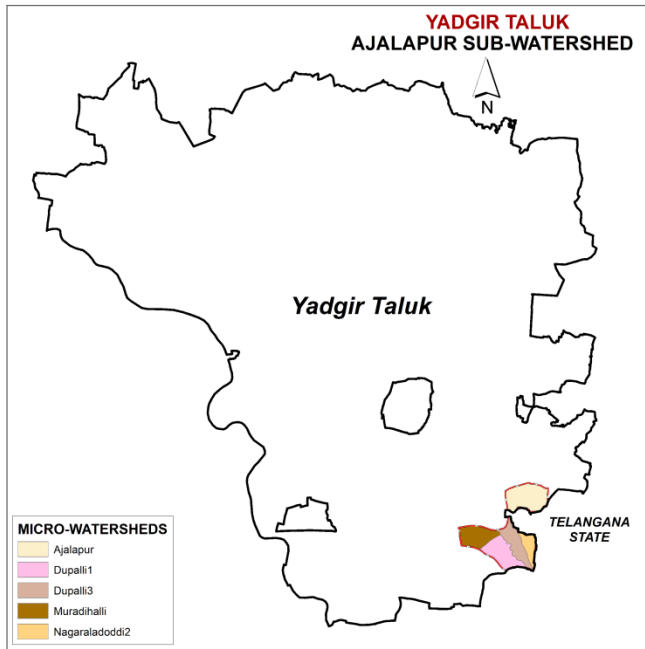 YADGIR TALUK
AJALAPUR SUB-WATERSHED
N
Yadgir Taluk
TELANGANA
STATE
MICRO-WATERSHEDS
Ajalapur
Dupalli1
Dupalli3
Muradihalli
Nagaraladoddi2